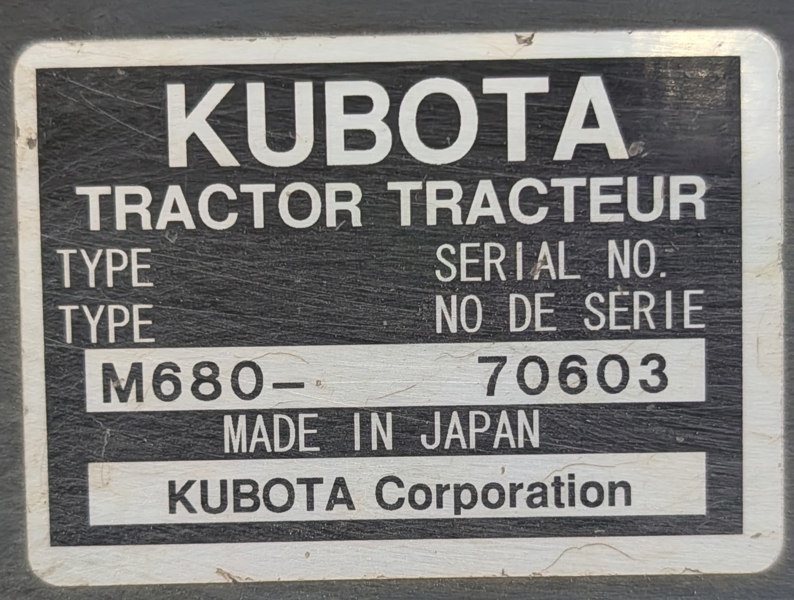 KUBOTA
TRACTOR TRACTEUR
TYPE SERIAL NO.
TYPE NO DE SERIE
M680- 70603
MADE IN JAPAN
KUBOTA Corporation